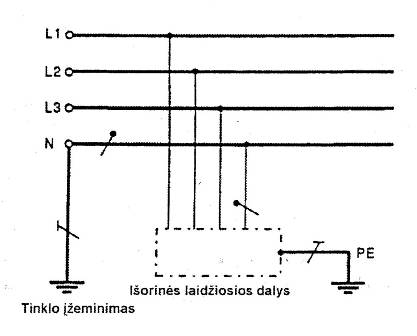 L1
L2
L3
N
PE
Išorinės laidžiosios dalys
Tinklo įžeminimas